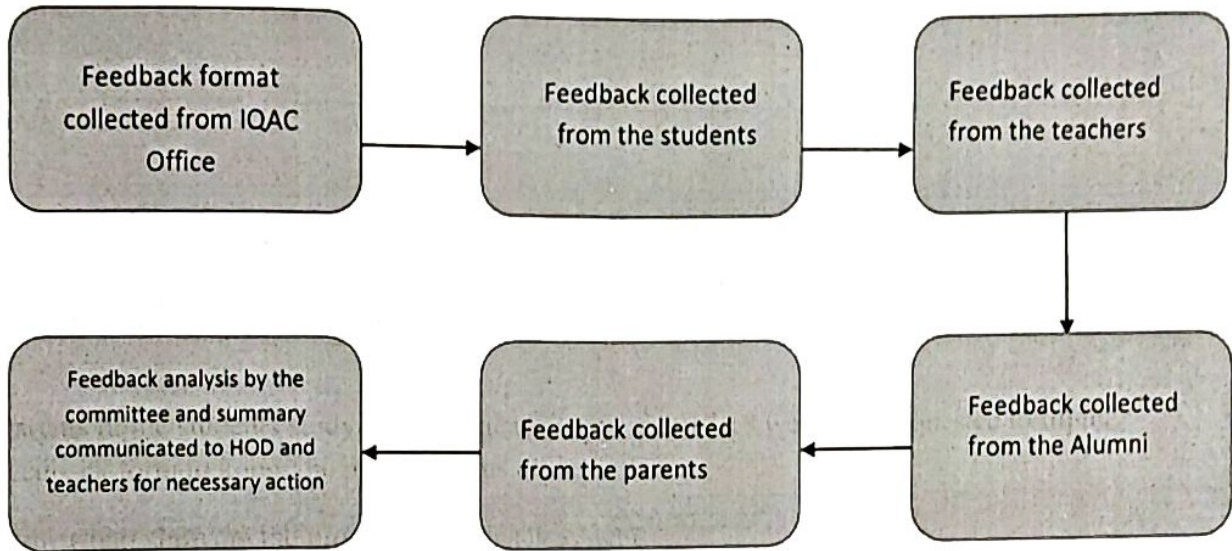 Feedback format
collected from IQAC
Office
Feedback collected
from the students
Feedback collected
from the teachers
Feedback collected
from the Alumni
Feedback collected
from the parents
Feedback analysis by the
committee and summary
communicated to HOD and
teachers for necessary action